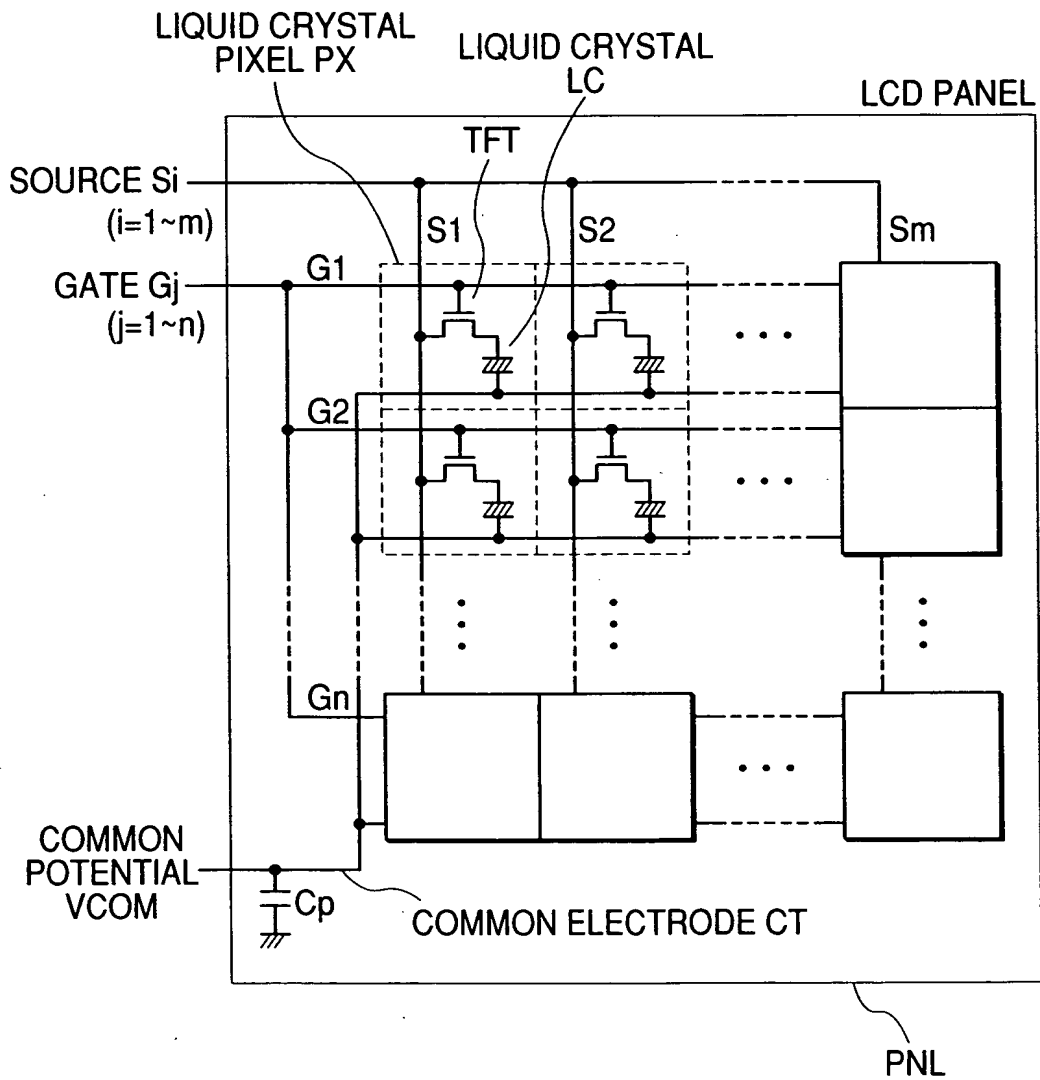 LIQUID CRYSTAL
PIXEL PX
LIQUID CRYSTAL
LC
LCD PANEL
TFT
SOURCE Si
(i=1~m)
S1
S2
Sm
GATE Gj
(j=1~n)
G1
G2
Gn
COMMON
POTENTIAL
VCOM
Cp
COMMON ELECTRODE CT
PNL